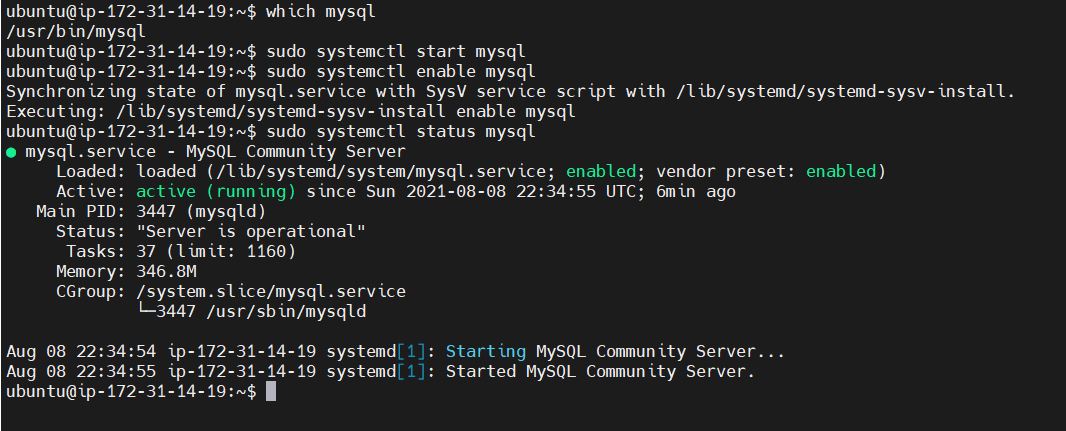 ubuntu@ip-172-31-14-19:~$ which mysql
/usr/bin/mysql
ubuntu@ip-172-31-14-19:~$ sudo systemctl start mysql
ubuntu@ip-172-31-14-19:~$ sudo systemctl enable mysql
Synchronizing state of mysql.service with SysV service script with /lib/systemd/systemd-sysv-install.
Executing: /lib/systemd/systemd-sysv-install enable mysql
ubuntu@ip-172-31-14-19:~$ sudo systemctl status mysql
● mysql.service - MySQL Community Server
     Loaded: loaded (/lib/systemd/system/mysql.service; enabled; vendor preset: enabled)
     Active: active (running) since Sun 2021-08-08 22:34:55 UTC; 6min ago
   Main PID: 3447 (mysqld)
     Status: "Server is operational"
      Tasks: 37 (limit: 1160)
     Memory: 346.8M
     CGroup: /system.slice/mysql.service
             └─3447 /usr/sbin/mysqld

Aug 08 22:34:54 ip-172-31-14-19 systemd[1]: Starting MySQL Community Server...
Aug 08 22:34:55 ip-172-31-14-19 systemd[1]: Started MySQL Community Server.
ubuntu@ip-172-31-14-19:~$